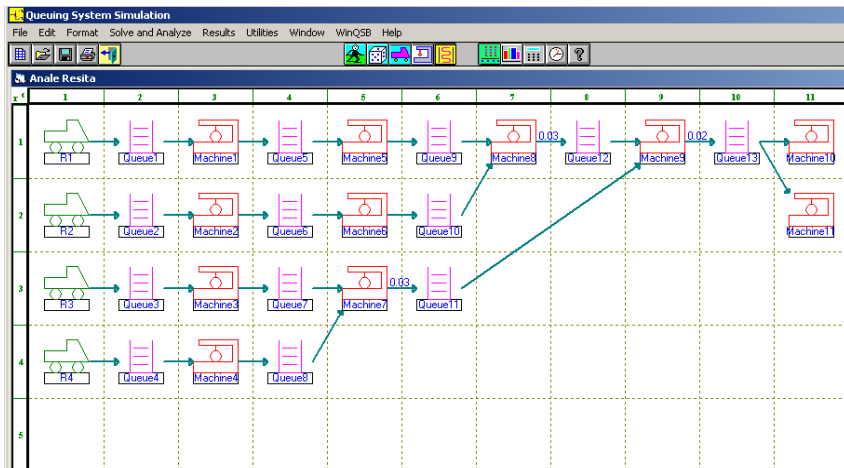 Queuing System Simulation
File Edit Format Solve and Analyze Results Utilities Window WinQSB Help
Anale Resita
r c 1 2 3 4 5 6 7 8 9 10 11
1
0.03 0.02
R1 Queue1 Machine1 Queue5 Machine5 Queue9 Machine8 Queue12 Machine9 Queue13 Machine10
2
R2 Queue2 Machine2 Queue6 Machine6 Queue10 Machine11
3
0.03
R3 Queue3 Machine3 Queue7 Machine7 Queue11
4
R4 Queue4 Machine4 Queue8
5